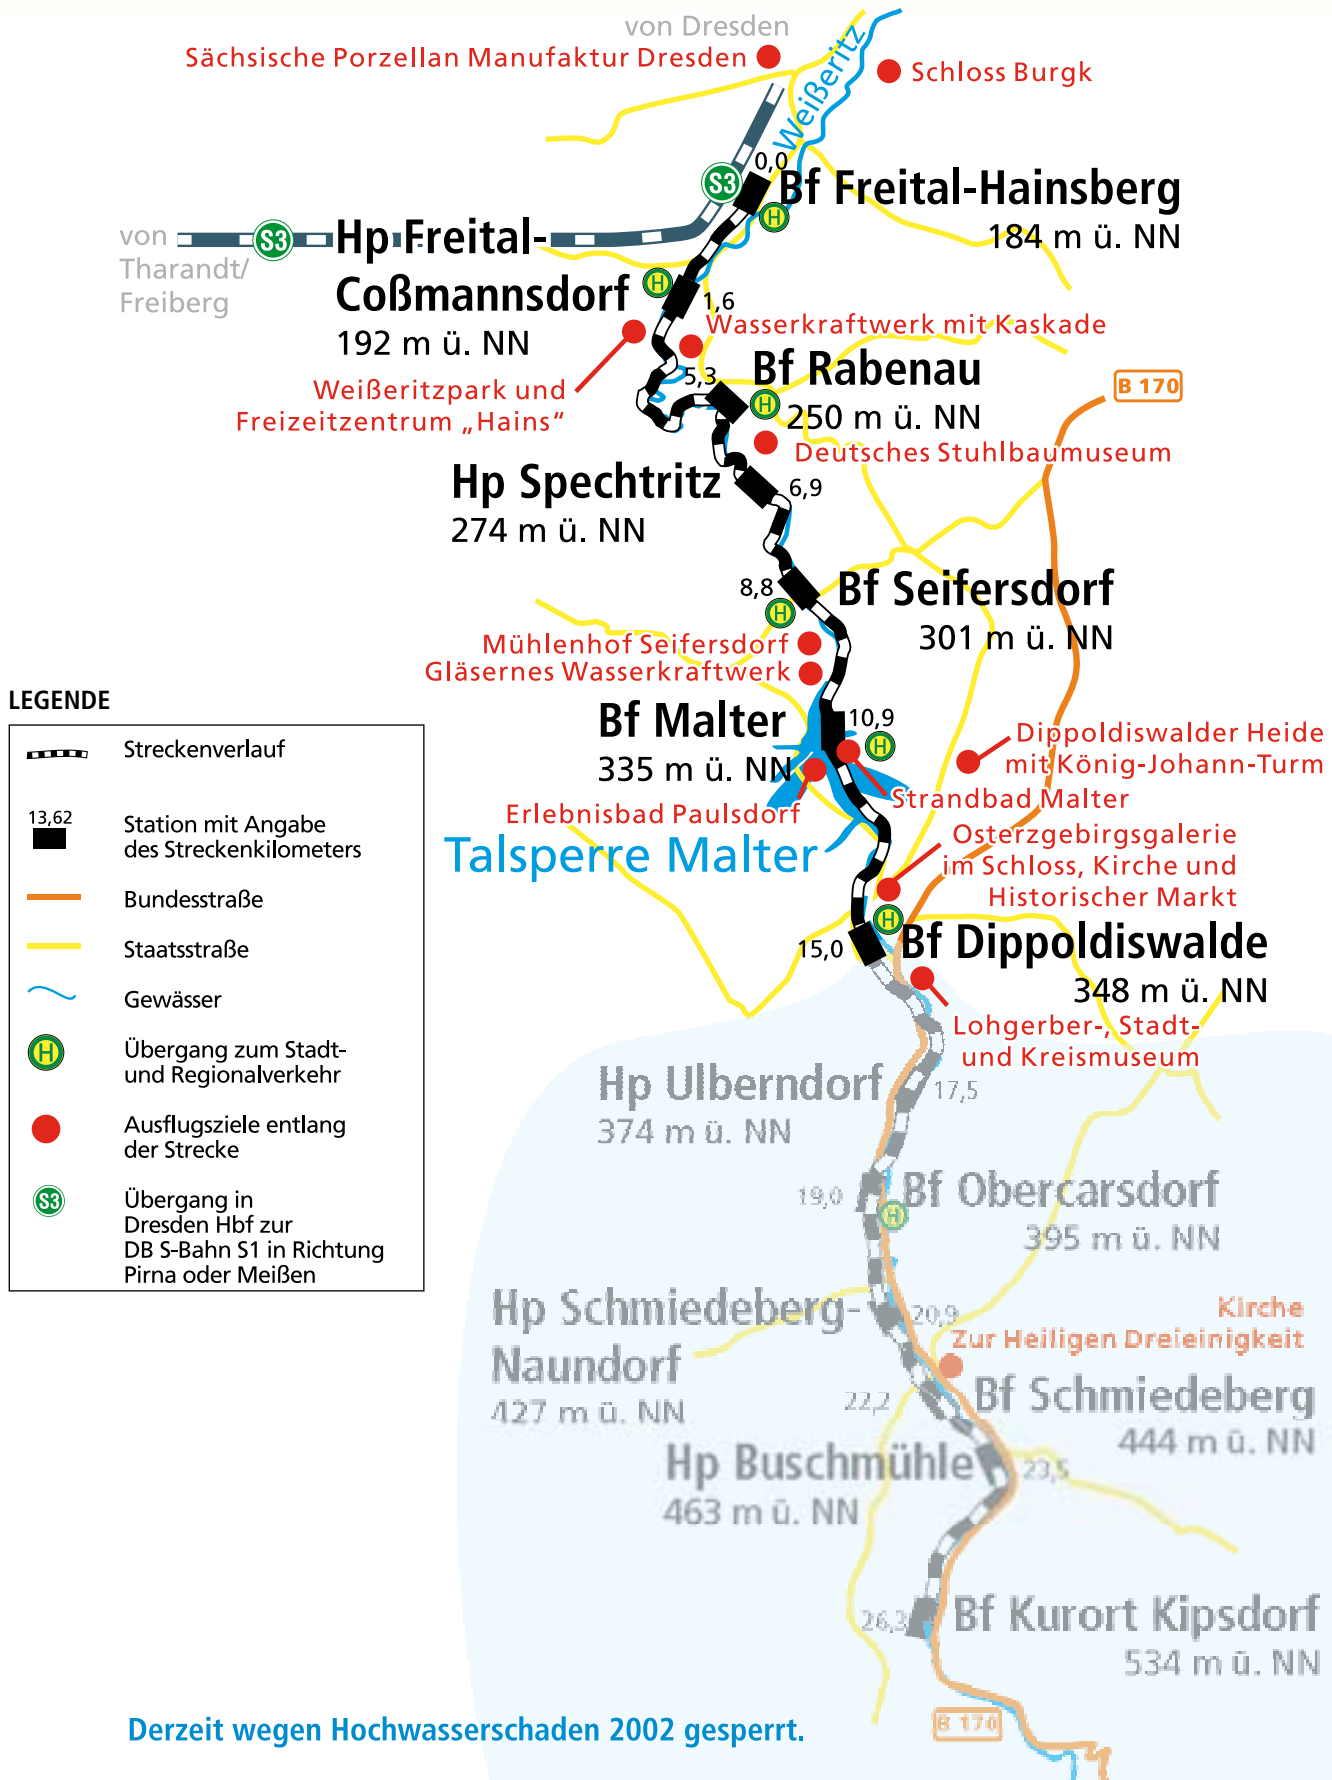 von Dresden
Sächsische Porzellan Manufaktur Dresden
Weißeritz
Schloss Burgk
0,0
S3
Bf Freital-Hainsberg
184 m ü. NN
H
von
Tharandt/
Freiberg
S3
Hp Freital-
Coßmannsdorf
192 m ü. NN
H
1,6
Wasserkraftwerk mit Kaskade
Weißeritzpark und
Freizeitzentrum „Hains“
5,3
Bf Rabenau
250 m ü. NN
H
B 170
Deutsches Stuhlbaumuseum
Hp Spechtritz
274 m ü. NN
6,9
8,8
H
Bf Seifersdorf
301 m ü. NN
Mühlenhof Seifersdorf
Gläsernes Wasserkraftwerk
Bf Malter
335 m ü. NN
10,9
H
Dippoldiswalder Heide
mit König-Johann-Turm
Strandbad Malter
Erlebnisbad Paulsdorf
Talsperre Malter
Osterzgebirgsgalerie
im Schloss, Kirche und
Historischer Markt
H
15,0
Bf Dippoldiswalde
348 m ü. NN
Lohgerber-, Stadt-
und Kreismuseum
Hp Ulberndorf
374 m ü. NN
17,5
19,0
Bf Obercarsdorf
395 m ü. NN
H
Hp Schmiedeberg-
Naundorf
427 m ü. NN
20,9
Kirche
Zur Heiligen Dreieinigkeit
22,2
Bf Schmiedeberg
444 m ü. NN
Hp Buschmühle
463 m ü. NN
23,5
26,3
Bf Kurort Kipsdorf
534 m ü. NN
B 170
Derzeit wegen Hochwasserschaden 2002 gesperrt.
LEGENDE
Streckenverlauf
13,62
Station mit Angabe
des Streckenkilometers
Bundesstraße
Staatsstraße
Gewässer
H
Übergang zum Stadt-
und Regionalverkehr
Ausflugsziele entlang
der Strecke
S3
Übergang in
Dresden Hbf zur
DB S-Bahn S1 in Richtung
Pirna oder Meißen